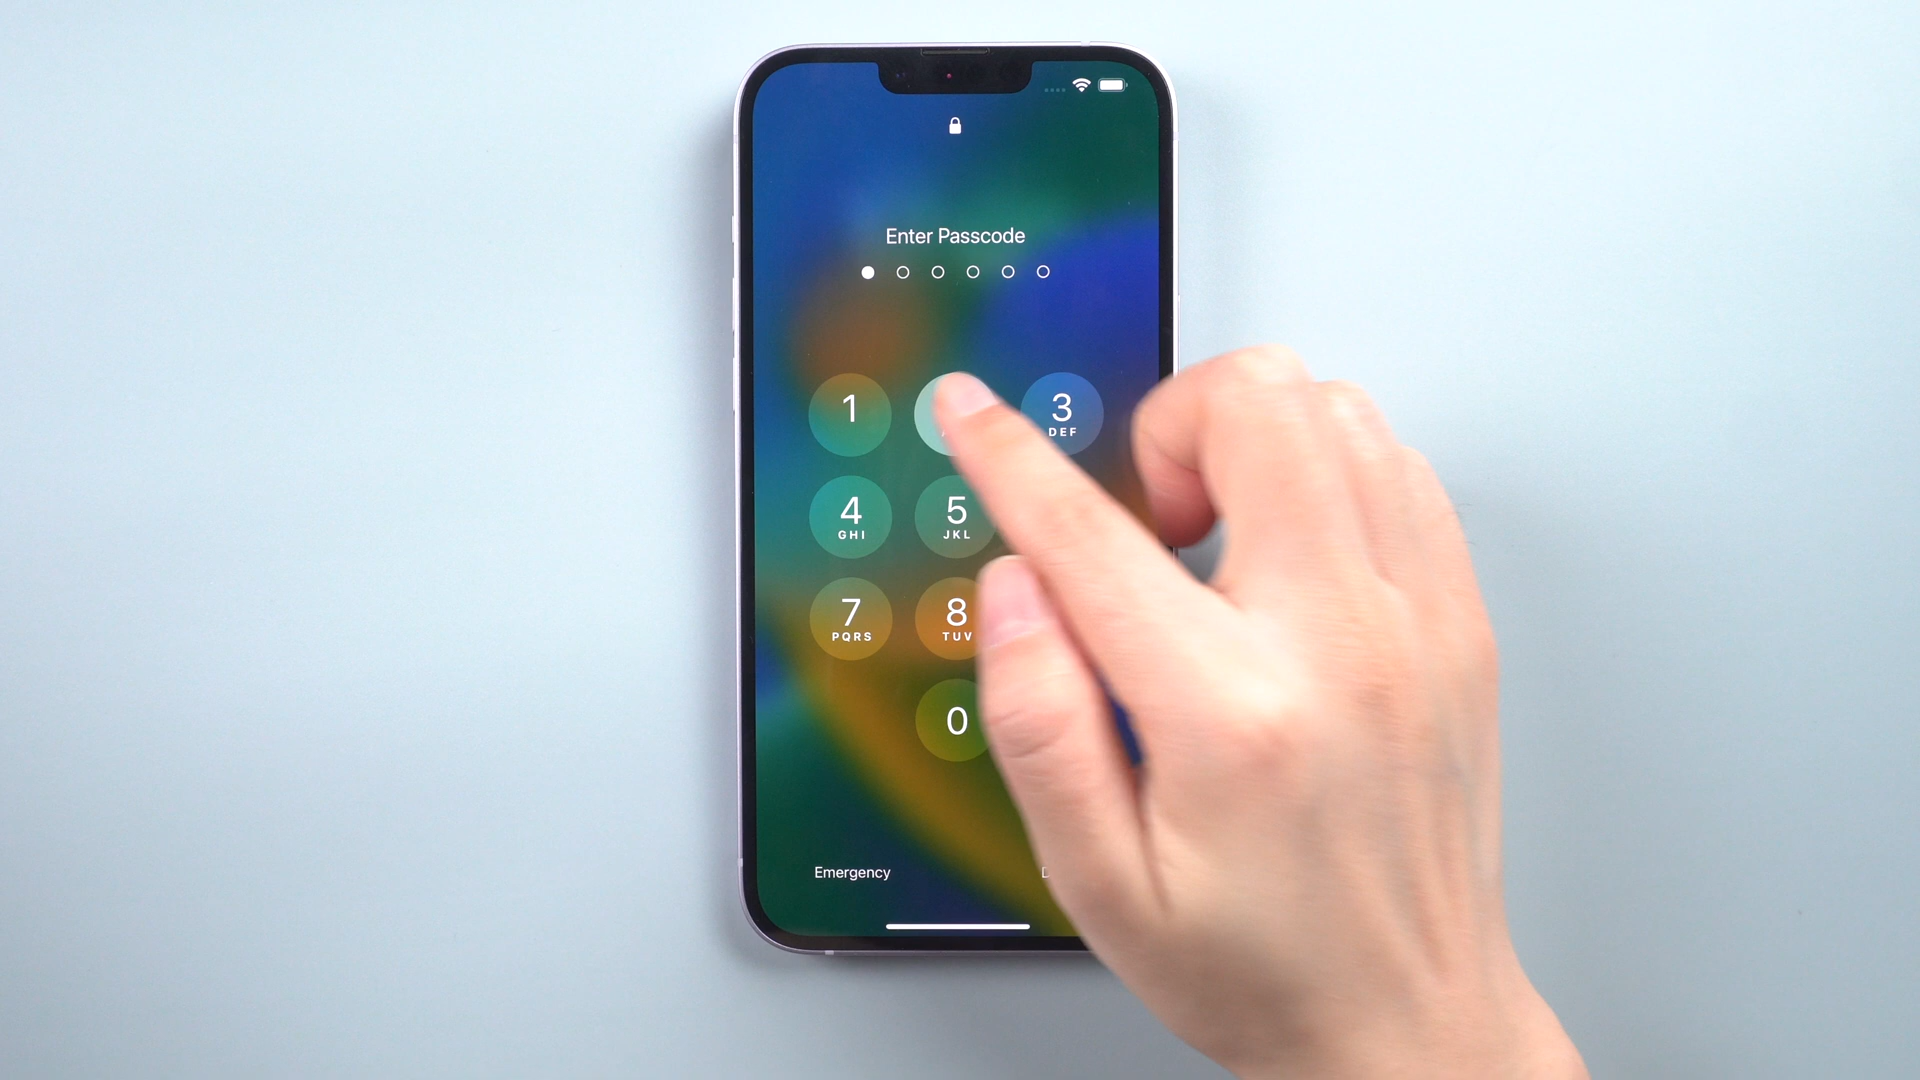 Enter Passcode
1
3
DEF
4
GHI
5
JKL
7
PQRS
8
TUV
0
Emergency